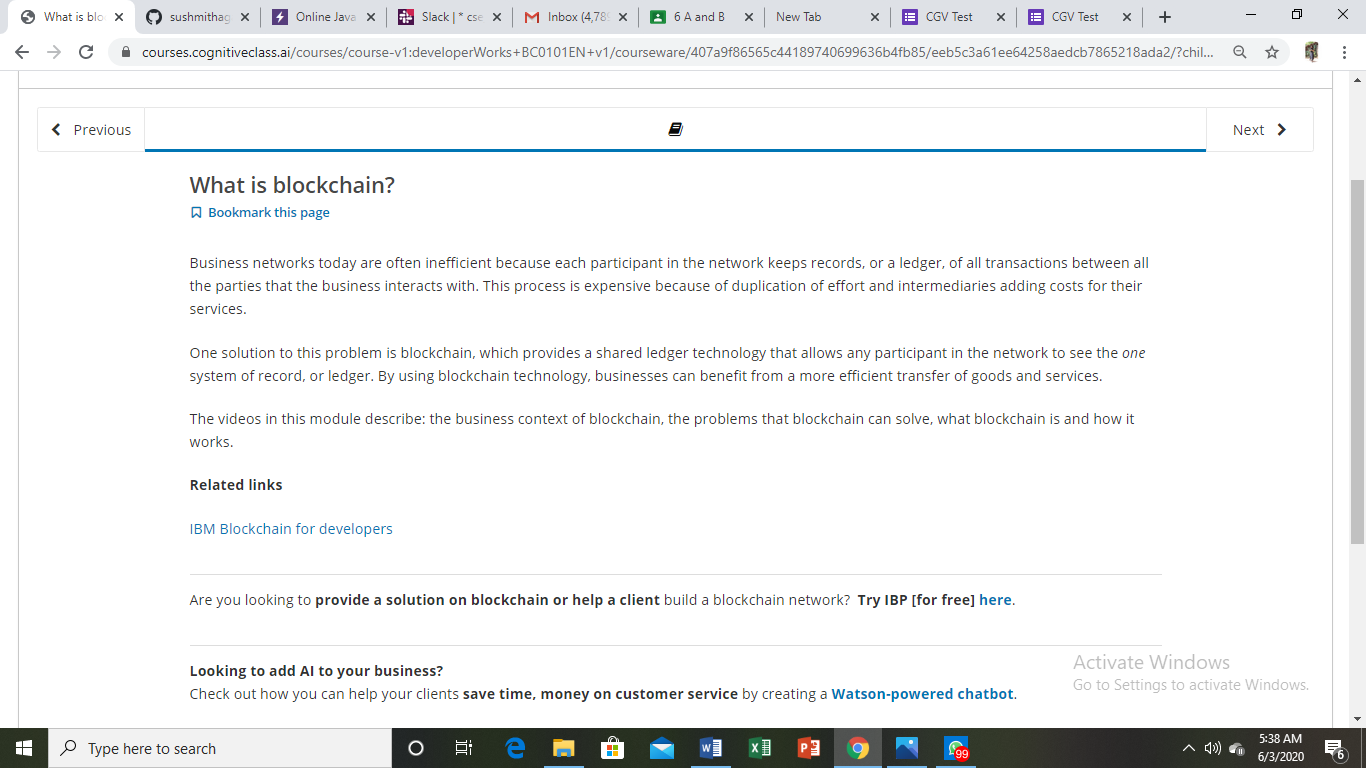 What is blo
sushmithag
Online Java
Slack | * cse
Inbox (4,789
6 A and B
New Tab
CGV Test
CGV Test
courses.cognitiveclass.ai/courses/course-v1:developerWorks+BC0101EN+v1/courseware/407a9f86565c44189740699636b4fb85/eeb5c3a61ee64258aedcb7865218ada2/?chil...
Previous
Next
What is blockchain?
Bookmark this page
Business networks today are often inefficient because each participant in the network keeps records, or a ledger, of all transactions between all
the parties that the business interacts with. This process is expensive because of duplication of effort and intermediaries adding costs for their
services.
One solution to this problem is blockchain, which provides a shared ledger technology that allows any participant in the network to see the one
system of record, or ledger. By using blockchain technology, businesses can benefit from a more efficient transfer of goods and services.
The videos in this module describe: the business context of blockchain, the problems that blockchain can solve, what blockchain is and how it
works.
Related links
IBM Blockchain for developers
Are you looking to provide a solution on blockchain or help a client build a blockchain network? Try IBP [for free] here.
Looking to add AI to your business?
Check out how you can help your clients save time, money on customer service by creating a Watson-powered chatbot.
Activate Windows
Go to Settings to activate Windows.
Type here to search
99
5:38 AM
6/3/2020
6